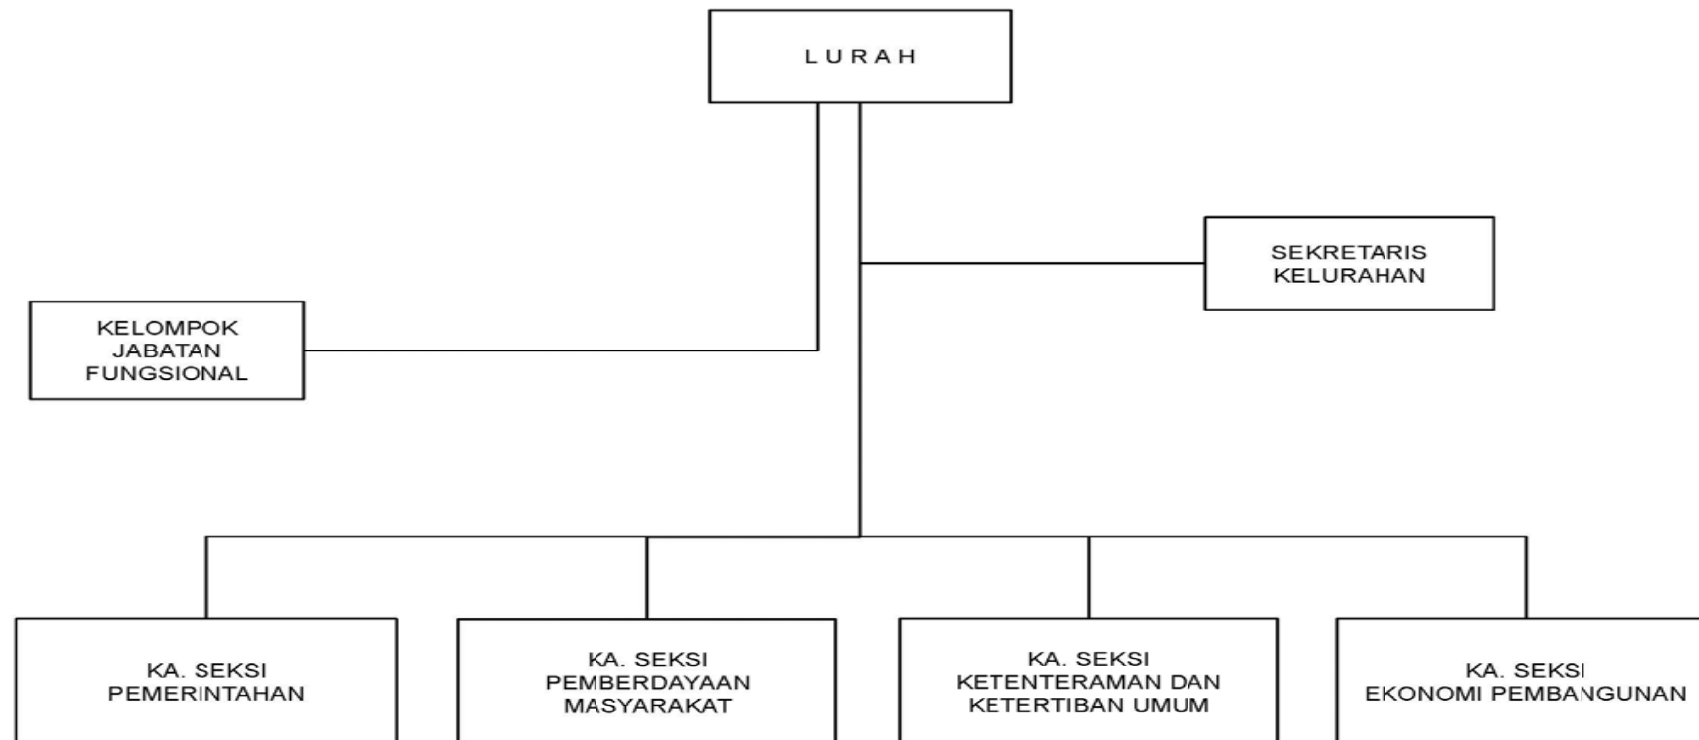 L U R A H
SEKRETARIS
KELURAHAN
KELOMPOK
JABATAN
FUNGSIONAL
KA. SEKSI
PEMERINTAHAN
KA. SEKSI
PEMBERDAYAAN
MASYARAKAT
KA. SEKSI
KETENTERAMAN DAN
KETERTIBAN UMUM
KA. SEKSI
EKONOMI PEMBANGUNAN